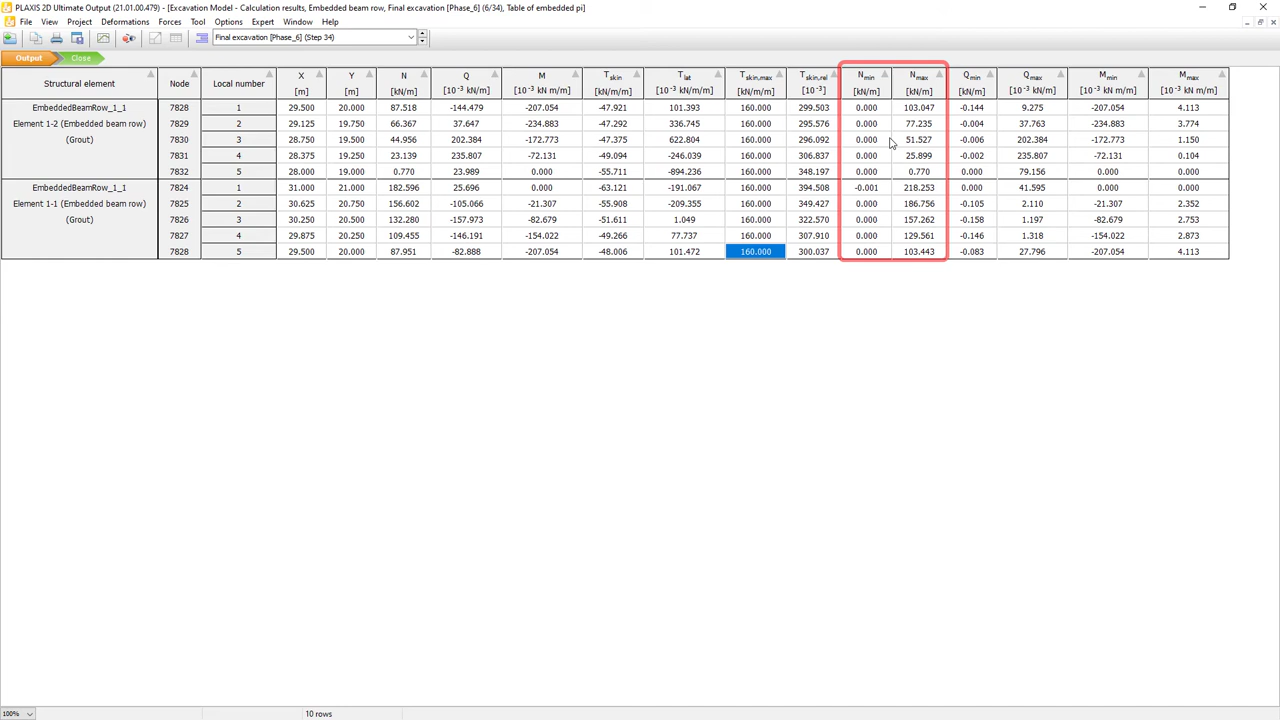 PLAXIS 2D Ultimate Output (21.01.00.479) - [Excavation Model - Calculation results, Embedded beam row, Final excavation [Phase_6] (6/34), Table of embedded pi]
File View Project Deformations Forces Tool Options Expert Window Help
Final excavation [Phase_6] (Step 34)
Output Close
Structural element Node Local number X [m] Y [m] N [kN/m] Q [10⁻³ kN/m] M [10⁻³ kN m/m] Tskin [kN/m/m] Tlat [10⁻³ kN/m/m] Tskin,max [kN/m/m] Tskin,rel [10⁻³] Nmin [kN/m] Nmax [kN/m] Qmin [kN/m] Qmax [10⁻³ kN/m] Mmin [10⁻³ kN m/m] Mmax [10⁻³ kN m/m]
EmbeddedBeamRow_1_1 7828 1 29.500 20.000 87.518 -144.479 -207.054 -47.921 101.393 160.000 299.503 0.000 103.047 -0.144 9.275 -207.054 4.113
Element 1-2 (Embedded beam row) 7829 2 29.125 19.750 66.367 37.647 -234.883 -47.292 336.745 160.000 295.576 0.000 77.235 -0.004 37.763 -234.883 3.774
(Grout) 7830 3 28.750 19.500 44.956 202.384 -172.773 -47.375 622.804 160.000 296.092 0.000 51.527 -0.006 202.384 -172.773 1.150
7831 4 28.375 19.250 23.139 235.807 -72.131 -49.094 -246.039 160.000 306.837 0.000 25.899 -0.002 235.807 -72.131 0.104
7832 5 28.000 19.000 0.770 23.989 0.000 -55.711 -894.236 160.000 348.197 0.000 0.770 0.000 79.156 0.000 0.000
EmbeddedBeamRow_1_1 7824 1 31.000 21.000 182.596 25.696 0.000 -63.121 -191.067 160.000 394.508 -0.001 218.253 0.000 41.595 0.000 0.000
Element 1-1 (Embedded beam row) 7825 2 30.625 20.750 156.602 -105.066 -21.307 -55.908 -209.355 160.000 349.427 0.000 186.756 -0.105 2.110 -21.307 2.352
(Grout) 7826 3 30.250 20.500 132.280 -157.973 -82.679 -51.611 1.049 160.000 322.570 0.000 157.262 -0.158 1.197 -82.679 2.753
7827 4 29.875 20.250 109.455 -146.191 -154.022 -49.266 77.737 160.000 307.910 0.000 129.561 -0.146 1.318 -154.022 2.873
7828 5 29.500 20.000 87.951 -82.888 -207.054 -48.006 101.472 160.000 300.037 0.000 103.443 -0.083 27.796 -207.054 4.113
100% 10 rows